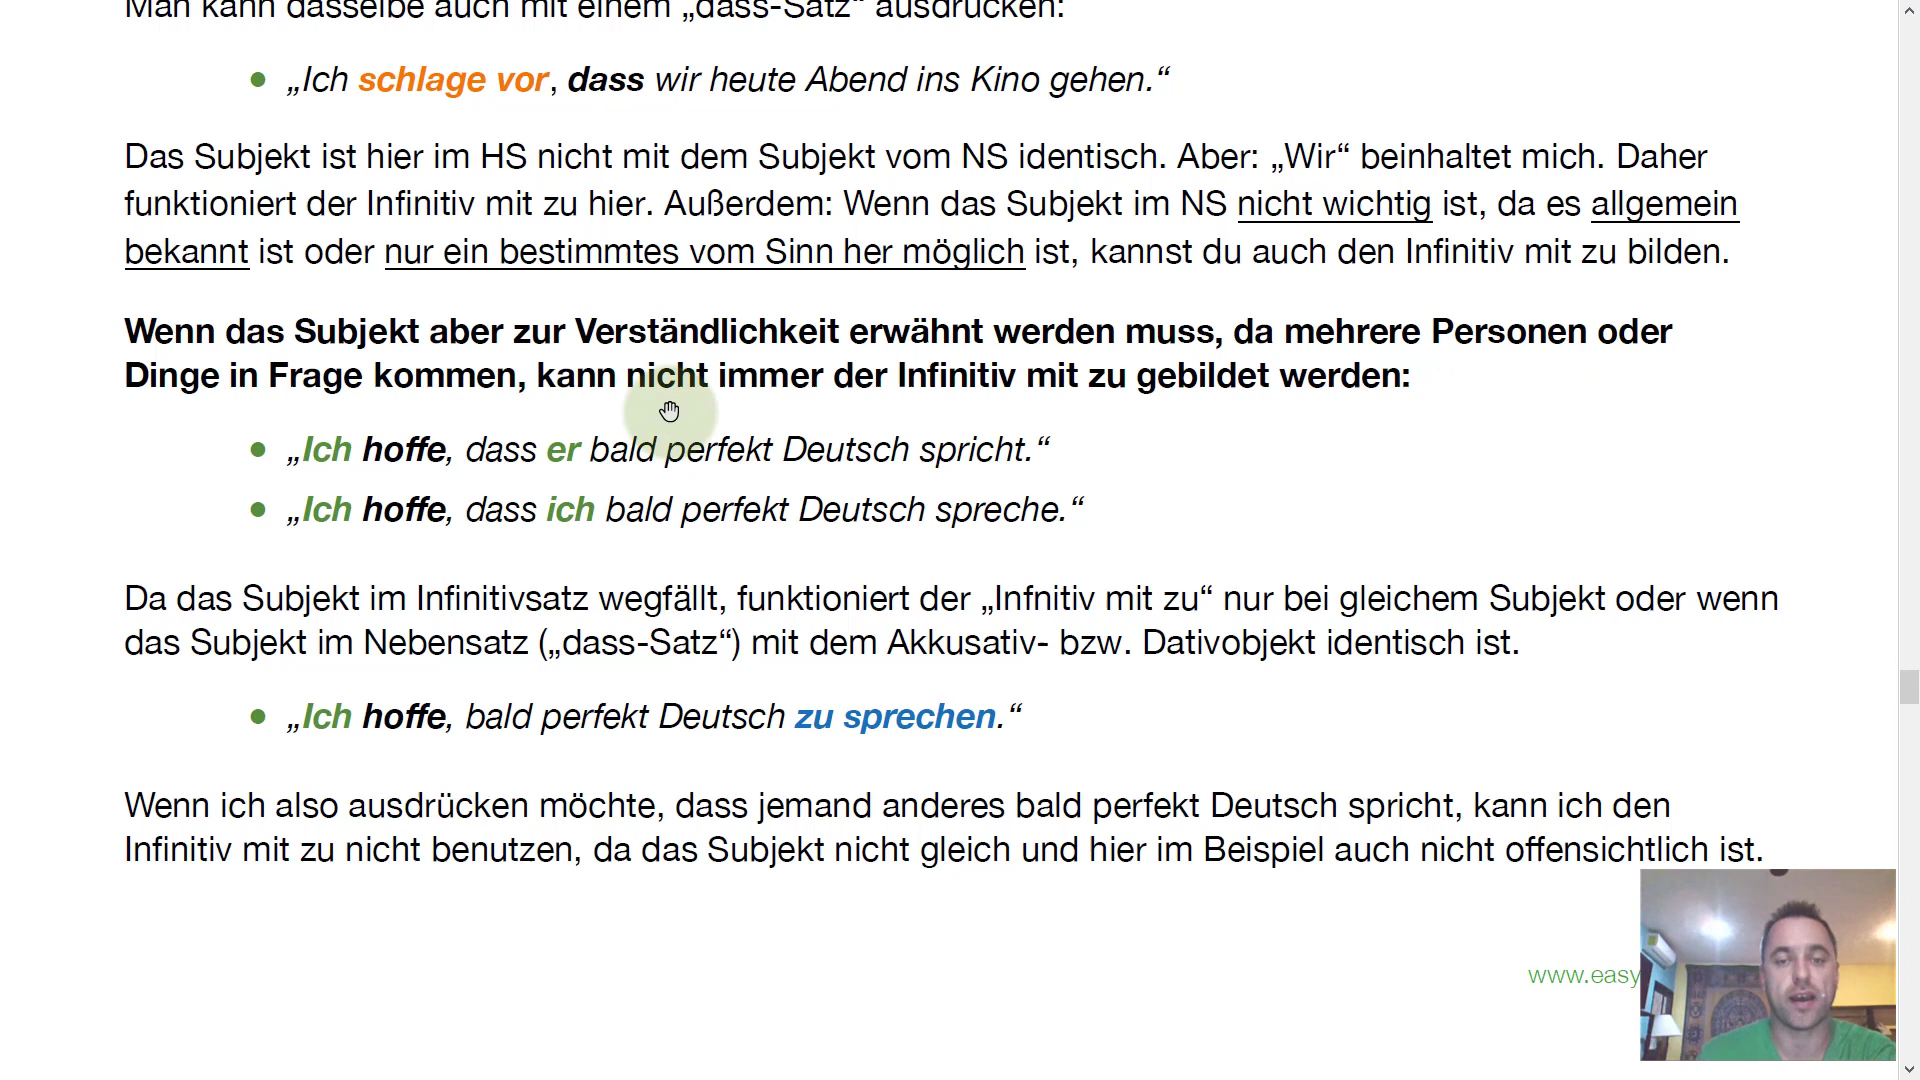 Man kann dasselbe auch mit einem „dass-Satz“ ausdrücken:
• „Ich schlage vor, dass wir heute Abend ins Kino gehen.“
Das Subjekt ist hier im HS nicht mit dem Subjekt vom NS identisch. Aber: „Wir“ beinhaltet mich. Daher
funktioniert der Infinitiv mit zu hier. Außerdem: Wenn das Subjekt im NS nicht wichtig ist, da es allgemein
bekannt ist oder nur ein bestimmtes vom Sinn her möglich ist, kannst du auch den Infinitiv mit zu bilden.
Wenn das Subjekt aber zur Verständlichkeit erwähnt werden muss, da mehrere Personen oder
Dinge in Frage kommen, kann nicht immer der Infinitiv mit zu gebildet werden:
• „Ich hoffe, dass er bald perfekt Deutsch spricht.“
• „Ich hoffe, dass ich bald perfekt Deutsch spreche.“
Da das Subjekt im Infinitivsatz wegfällt, funktioniert der „Infnitiv mit zu“ nur bei gleichem Subjekt oder wenn
das Subjekt im Nebensatz („dass-Satz“) mit dem Akkusativ- bzw. Dativobjekt identisch ist.
• „Ich hoffe, bald perfekt Deutsch zu sprechen.“
Wenn ich also ausdrücken möchte, dass jemand anderes bald perfekt Deutsch spricht, kann ich den
Infinitiv mit zu nicht benutzen, da das Subjekt nicht gleich und hier im Beispiel auch nicht offensichtlich ist.
www.easy